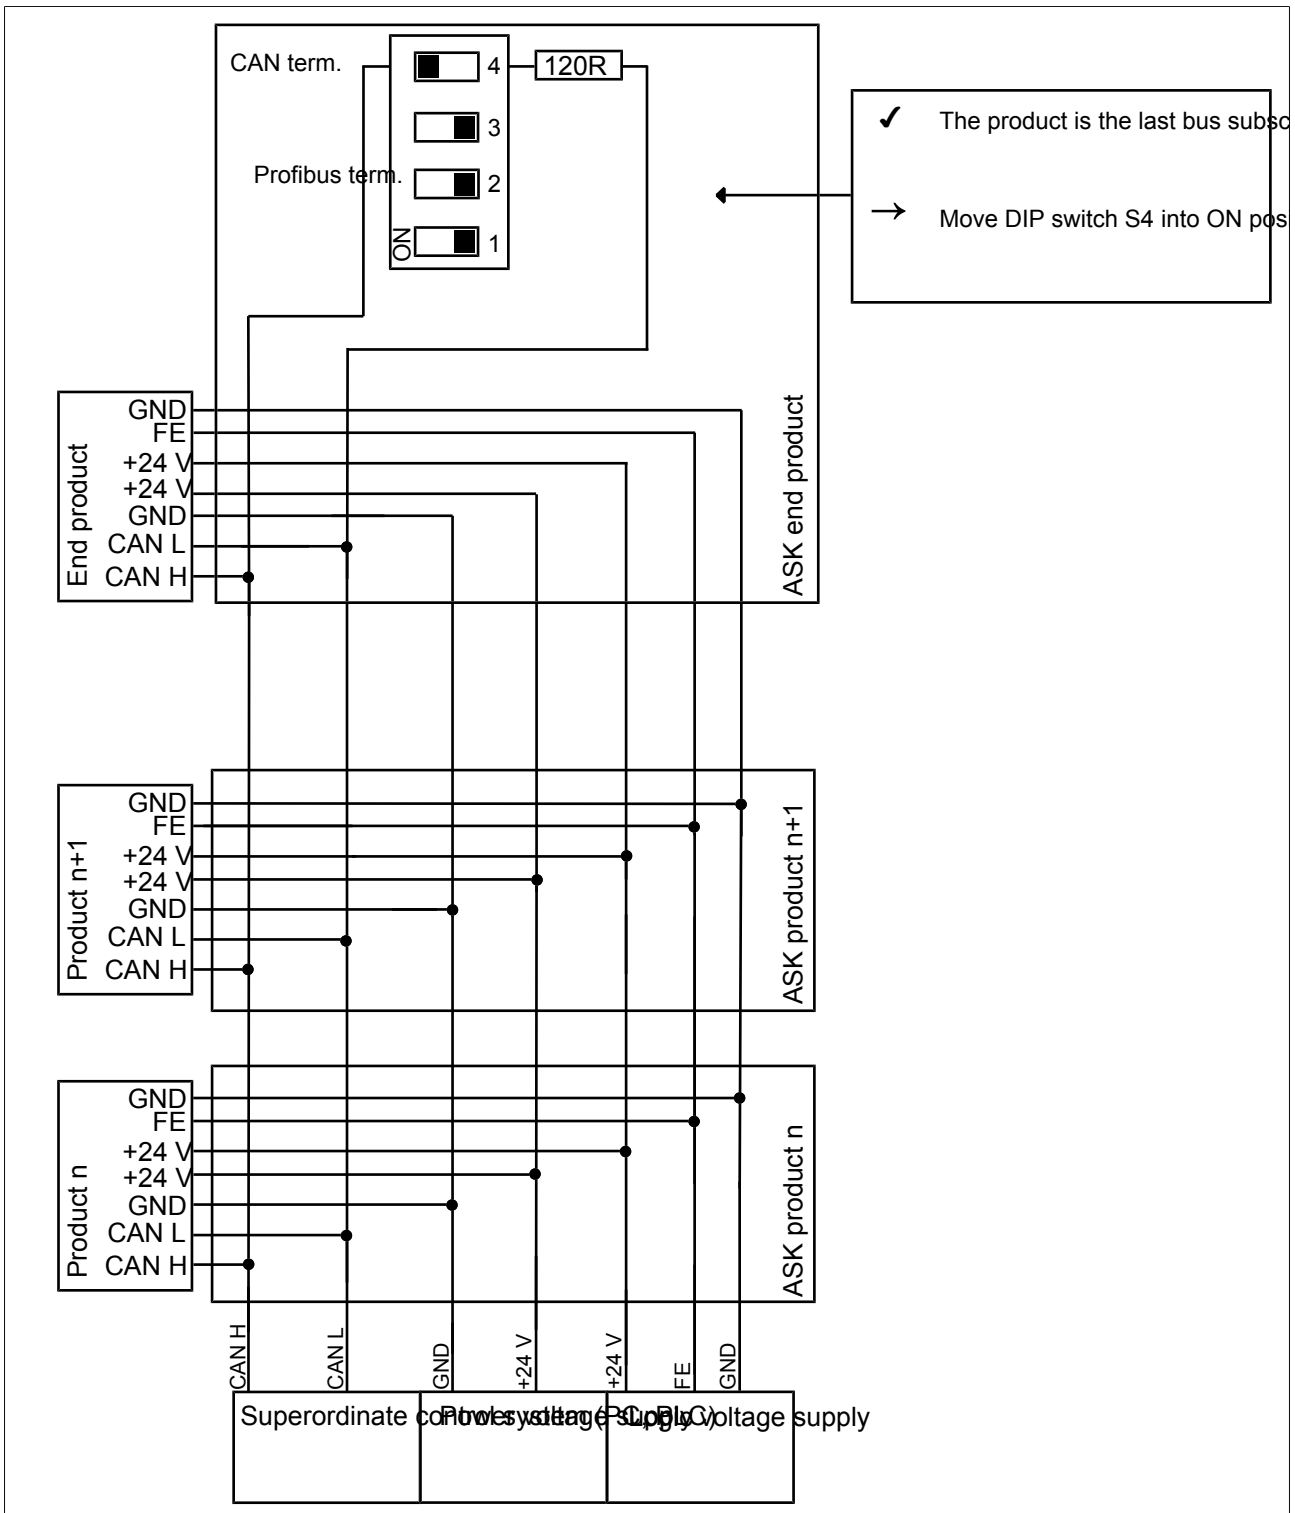 CAN term.
4
120R
3
Profibus term.
2
ON
1
✓ The product is the last bus subsc
→ Move DIP switch S4 into ON pos
ASK end product
End product
GND
FE
+24 V
+24 V
GND
CAN L
CAN H
ASK product n+1
Product n+1
GND
FE
+24 V
+24 V
GND
CAN L
CAN H
ASK product n
Product n
GND
FE
+24 V
+24 V
GND
CAN L
CAN H
CAN H
CAN L
GND
+24 V
+24 V
FE
GND
Superordinate control system (PC, PLC)
Power voltage supply
Logic voltage supply